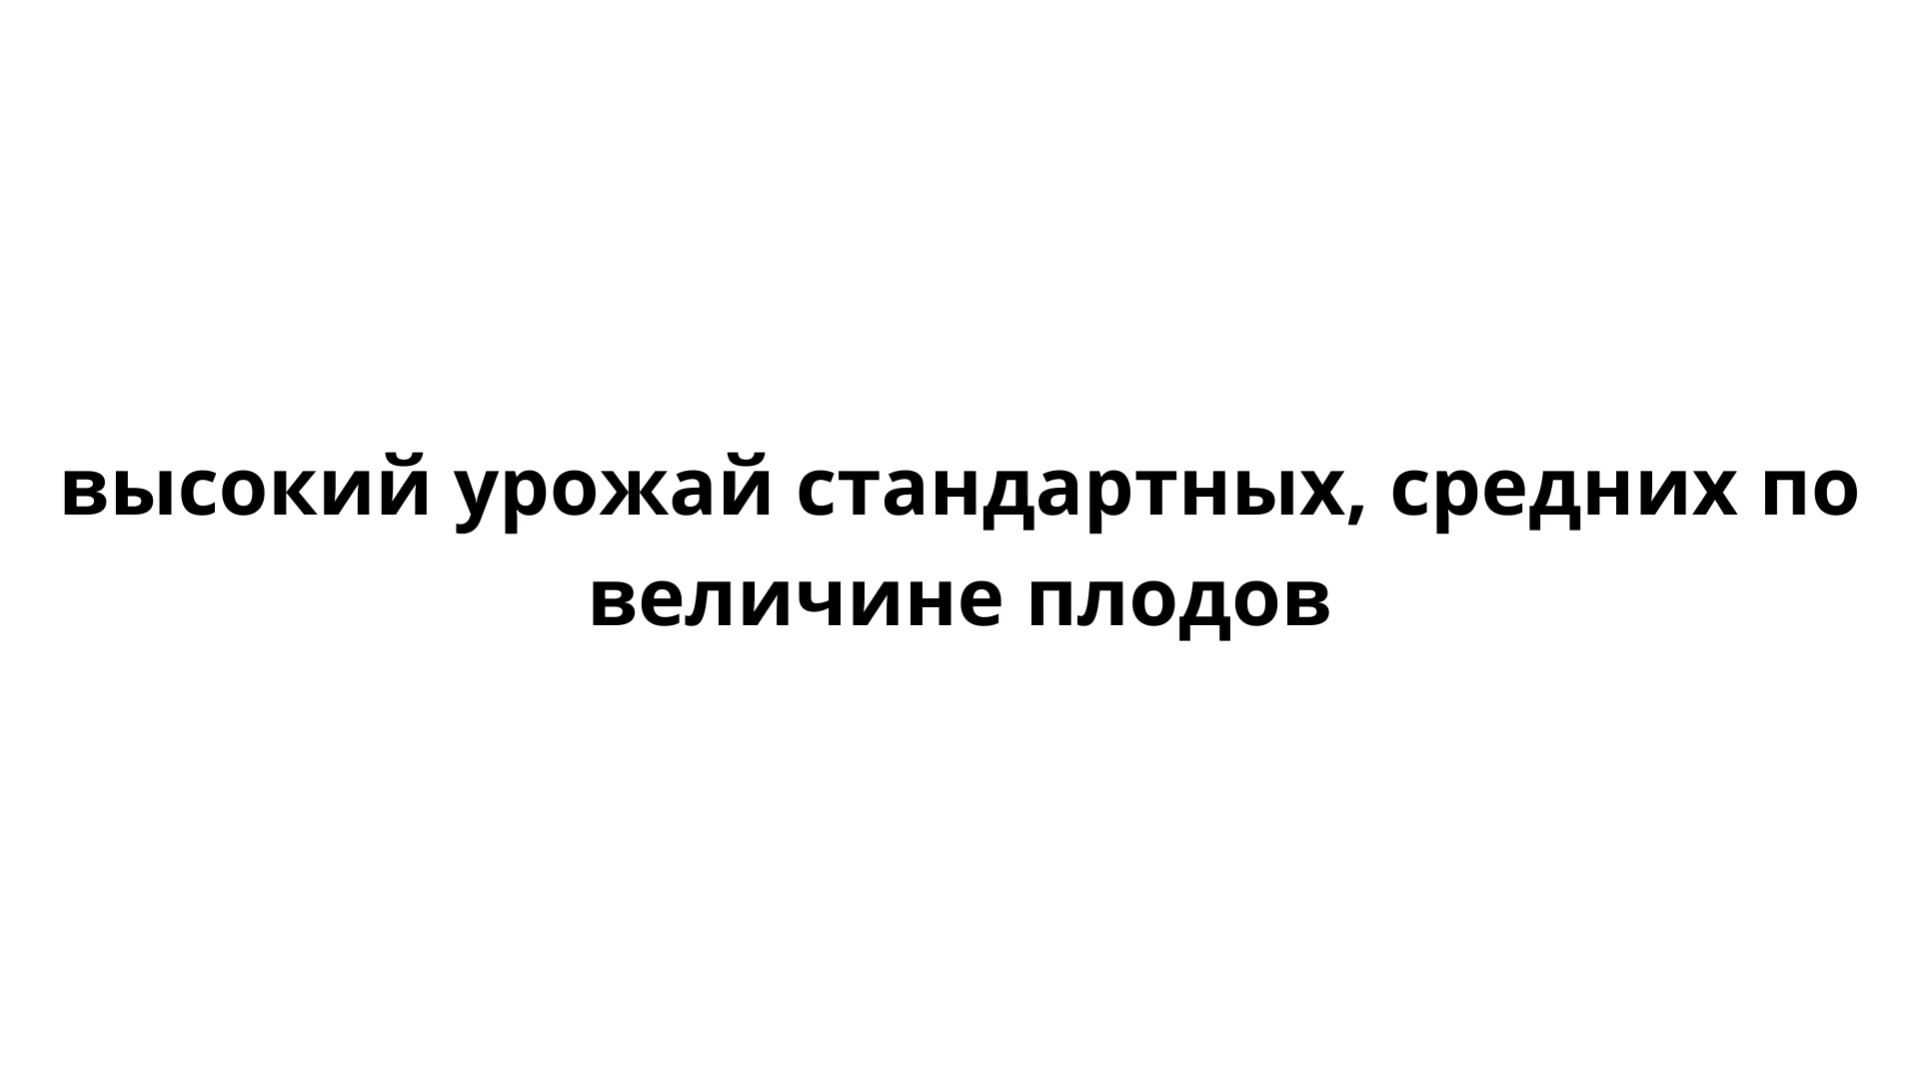 высокий урожай стандартных, средних по
величине плодов